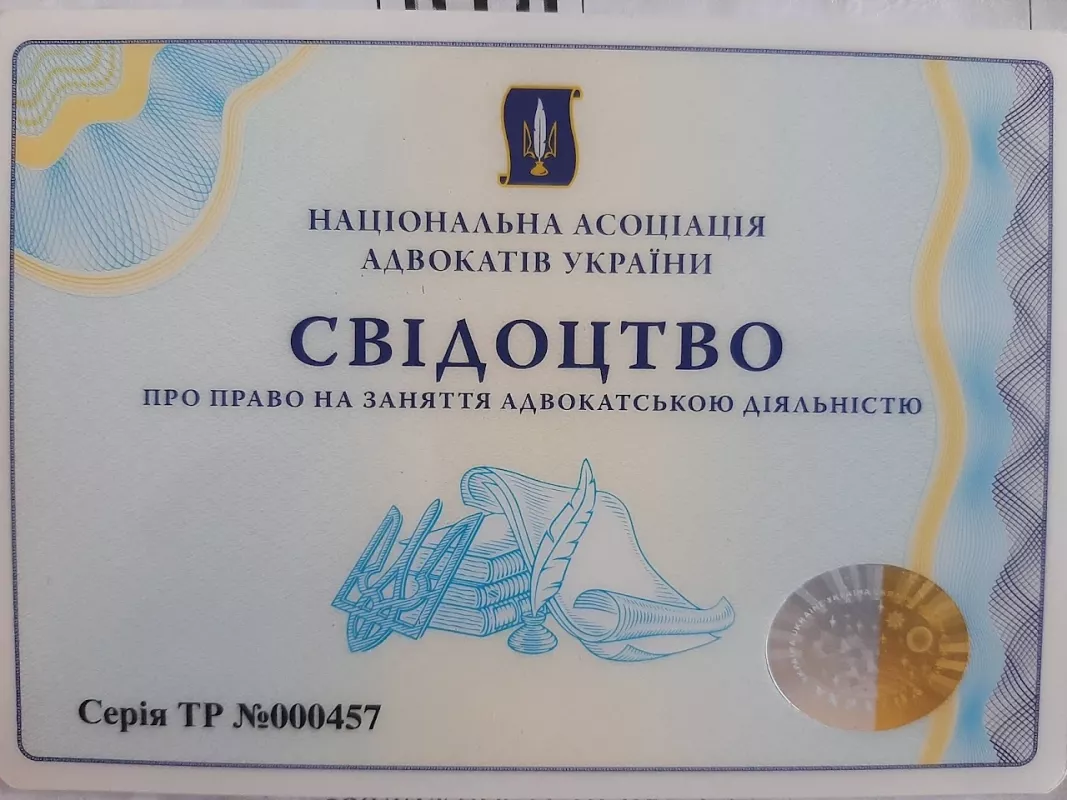 НАЦІОНАЛЬНА АСОЦІАЦІЯ
АДВОКАТІВ УКРАЇНИ
СВІДОЦТВО
ПРО ПРАВО НА ЗАНЯТТЯ АДВОКАТСЬКОЮ ДІЯЛЬНІСТЮ
Серія ТР №000457